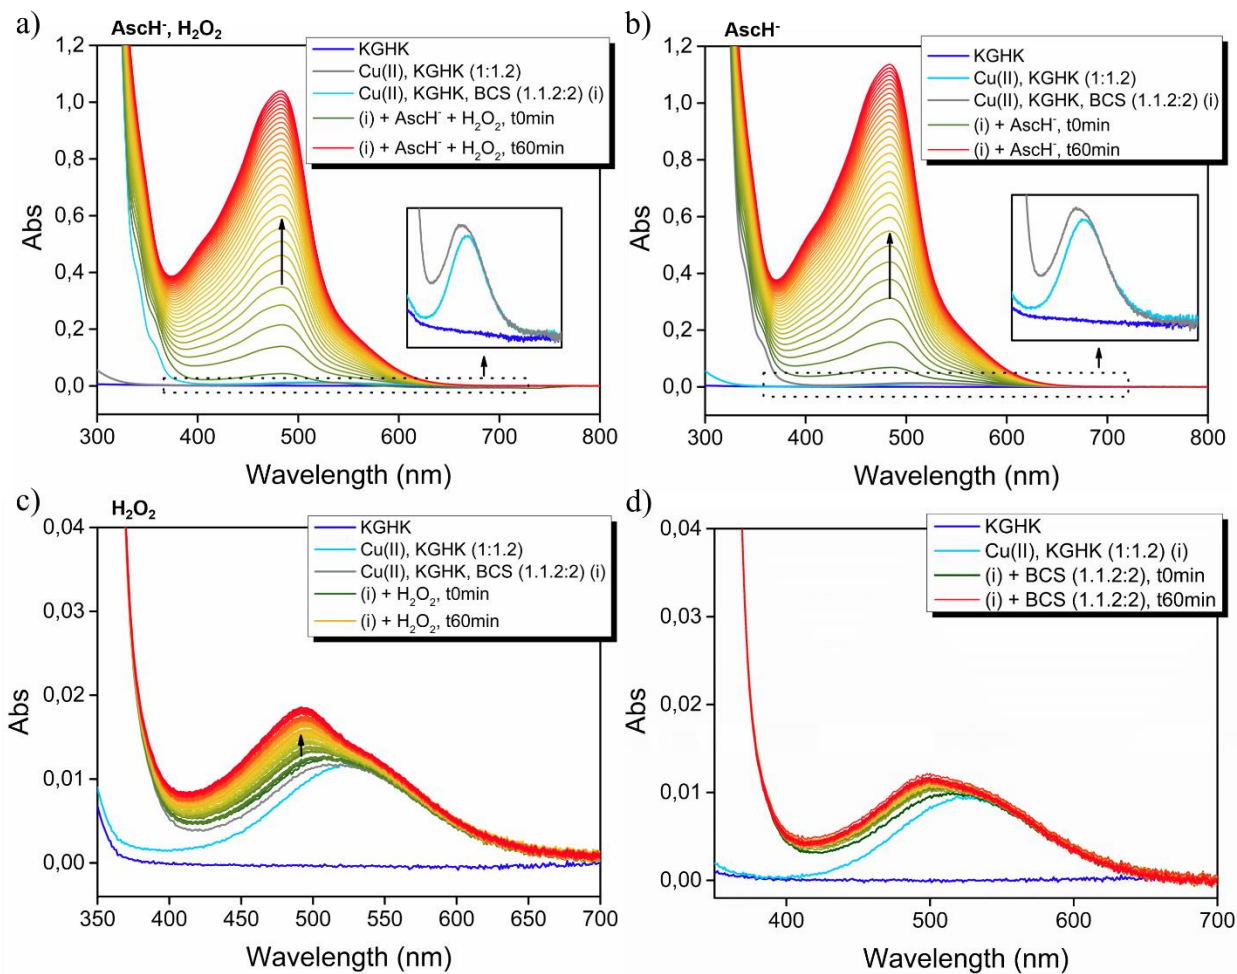 a)
AscH⁻, H₂O₂
KGHK
Cu(II), KGHK (1:1.2)
Cu(II), KGHK, BCS (1.1.2:2) (i)
(i) + AscH⁻ + H₂O₂, t0min
(i) + AscH⁻ + H₂O₂, t60min
1,2
1,0
0,8
0,6
0,4
0,2
0,0
Abs
300 400 500 600 700 800
Wavelength (nm)
b)
AscH⁻
KGHK
Cu(II), KGHK (1:1.2)
Cu(II), KGHK, BCS (1.1.2:2) (i)
(i) + AscH⁻, t0min
(i) + AscH⁻, t60min
1,2
1,0
0,8
0,6
0,4
0,2
0,0
Abs
300 400 500 600 700 800
Wavelength (nm)
c)
H₂O₂
KGHK
Cu(II), KGHK (1:1.2)
Cu(II), KGHK, BCS (1.1.2:2) (i)
(i) + H₂O₂, t0min
(i) + H₂O₂, t60min
0,04
0,03
0,02
0,01
0,00
Abs
350 400 450 500 550 600 650 700
Wavelength (nm)
d)
KGHK
Cu(II), KGHK (1:1.2) (i)
(i) + BCS (1.1.2:2), t0min
(i) + BCS (1.1.2:2), t60min
0,04
0,03
0,02
0,01
0,00
Abs
400 500 600 700
Wavelength (nm)